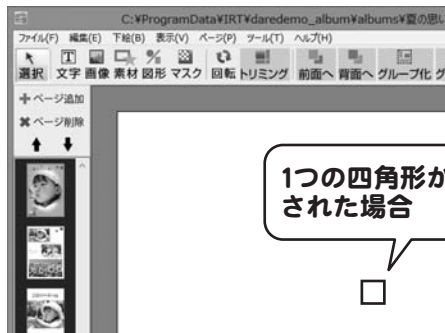 C:¥ProgramData¥IRT¥daredemo_album¥albums¥夏の思い
ファイル(F) 編集(E) 下絵(B) 表示(V) ページ(P) ツール(T) ヘルプ(H)
選択 文字 画像 素材 図形 マスク 回転 トリミング 前面へ 背面へ グループ化 グ
ページ追加
ページ削除
1つの四角形が
された場合